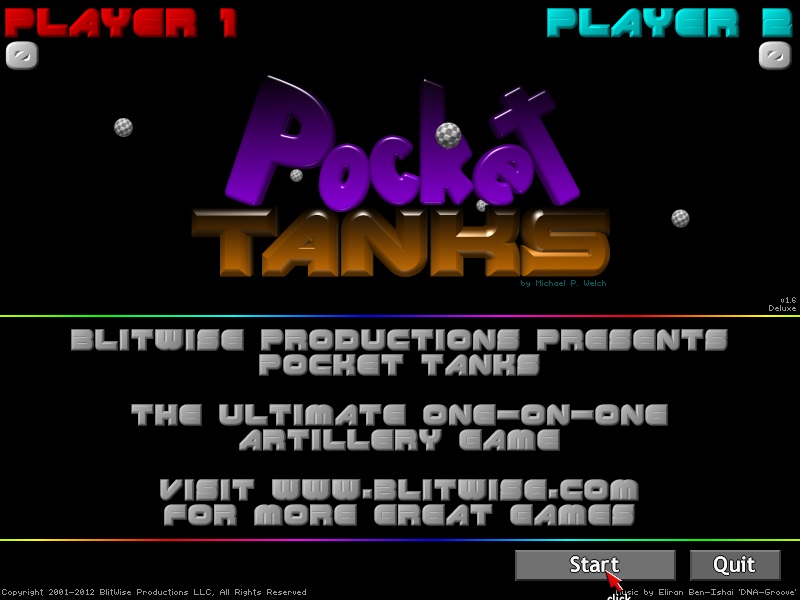 PLAYER 1
PLAYER 2
0
0
Pocket
TANKS
by Michael P. Welch
v1.6
Deluxe
BLITWISE PRODUCTIONS PRESENTS
POCKET TANKS
THE ULTIMATE ONE-ON-ONE
ARTILLERY GAME
VISIT WWW.BLITWISE.COM
FOR MORE GREAT GAMES
Start
Quit
click
Copyright 2001-2012 BlitWise Productions LLC, All Rights Reserved
Music by Eliran Ben-Ishai 'DNA-Groove'